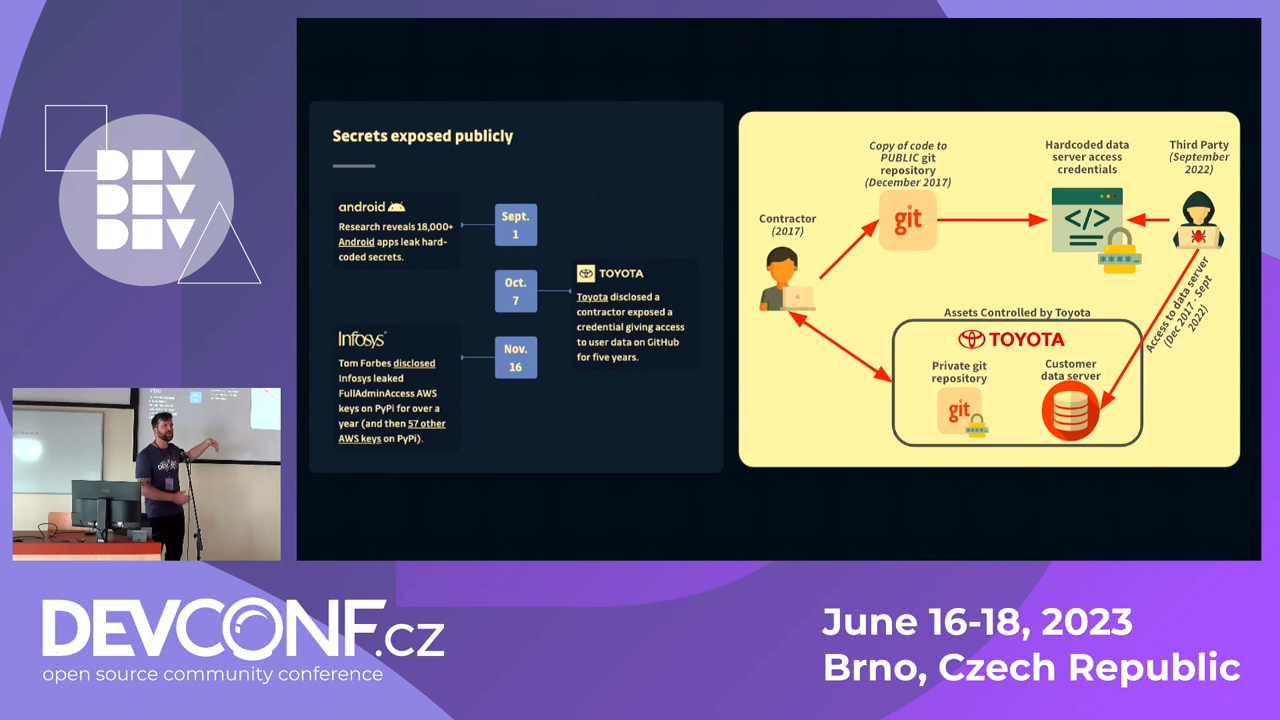 DEV
DEV
DEV
Secrets exposed publicly
android
Research reveals 18,000+
Android apps leak hard-
coded secrets.
Sept.
1
Oct.
7
TOYOTA
Toyota disclosed a
contractor exposed a
credential giving access
to user data on GitHub
for five years.
Infosys
Tom Forbes disclosed
Infosys leaked
FullAdminAccess AWS
keys on PyPi for over a
year (and then 57 other
AWS keys on PyPi).
Nov.
16
Copy of code to
PUBLIC git
repository
(December 2017)
Hardcoded data
server access
credentials
Third Party
(September
2022)
Contractor
(2017)
git
</>
****-
Access to data server
(Dec 2017 - Sept
2022)
Assets Controlled by Toyota
TOYOTA
Private git
repository
Customer
data server
git
DEVCONF.cz
open source community conference
June 16-18, 2023
Brno, Czech Republic